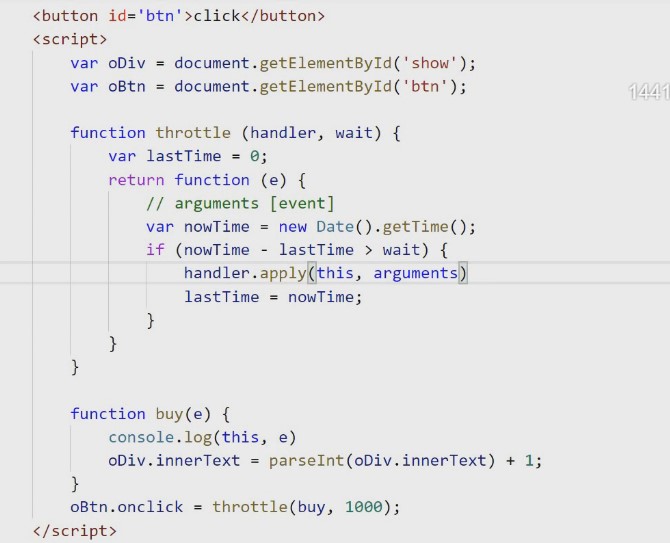 <button id='btn'>click</button>
<script>
var oDiv = document.getElementById('show');
var oBtn = document.getElementById('btn');
1441
function throttle (handler, wait) {
var lastTime = 0;
return function (e) {
// arguments [event]
var nowTime = new Date().getTime();
if (nowTime - lastTime > wait) {
handler.apply(this, arguments)
lastTime = nowTime;
}
}
}
function buy(e) {
console.log(this, e)
oDiv.innerText = parseInt(oDiv.innerText) + 1;
}
oBtn.onclick = throttle(buy, 1000);
</script>